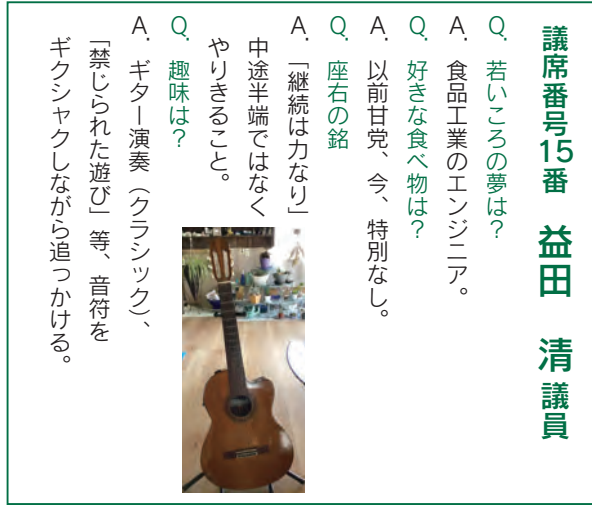 議席番号15番 益田 清 議員
Q. 若いころの夢は?
A. 食品工業のエンジニア。
Q. 好きな食べ物は?
A. 以前甘党、今、特別なし。
Q. 座右の銘
A. 「継続は力なり」
中途半端ではなく
やりきること。
Q. 趣味は?
A. ギター演奏(クラシック)、
「禁じられた遊び」等、音符を
ギクシャクしながら追っかける。